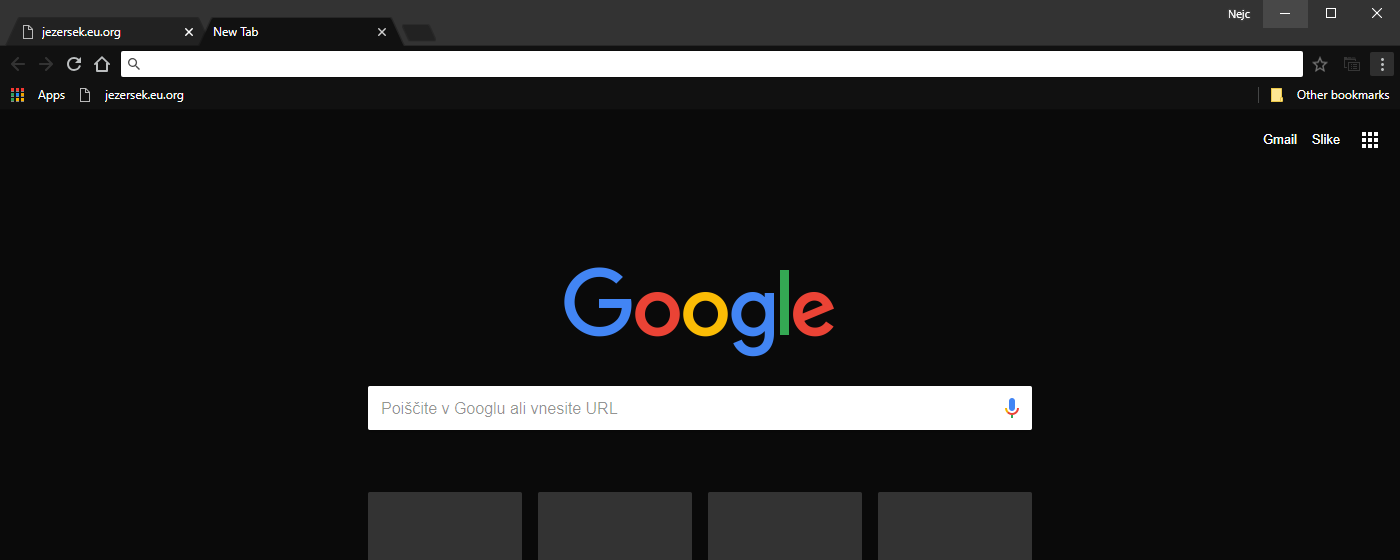 Nejc
jezersek.eu.org
New Tab
Apps
jezersek.eu.org
Other bookmarks
Gmail
Slike
Google
Poiščite v Googlu ali vnesite URL